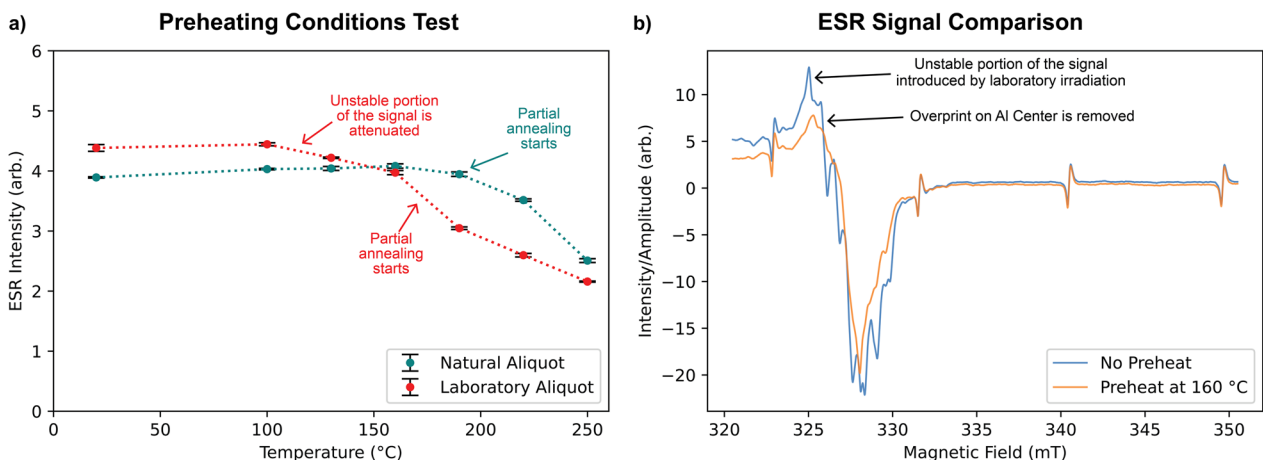 a)
Preheating Conditions Test
6
5
4
3
2
1
0
ESR Intensity (arb.)
Unstable portion
of the signal is
attenuated
Partial
annealing
starts
Partial
annealing
starts
Natural Aliquot
Laboratory Aliquot
0
50
100
150
200
250
Temperature (°C)
b)
ESR Signal Comparison
10
5
0
−5
−10
−15
−20
Intensity/Amplitude (arb.)
Unstable portion of the signal
introduced by laboratory irradiation
Overprint on Al Center is removed
No Preheat
Preheat at 160 °C
320
325
330
335
340
345
350
Magnetic Field (mT)